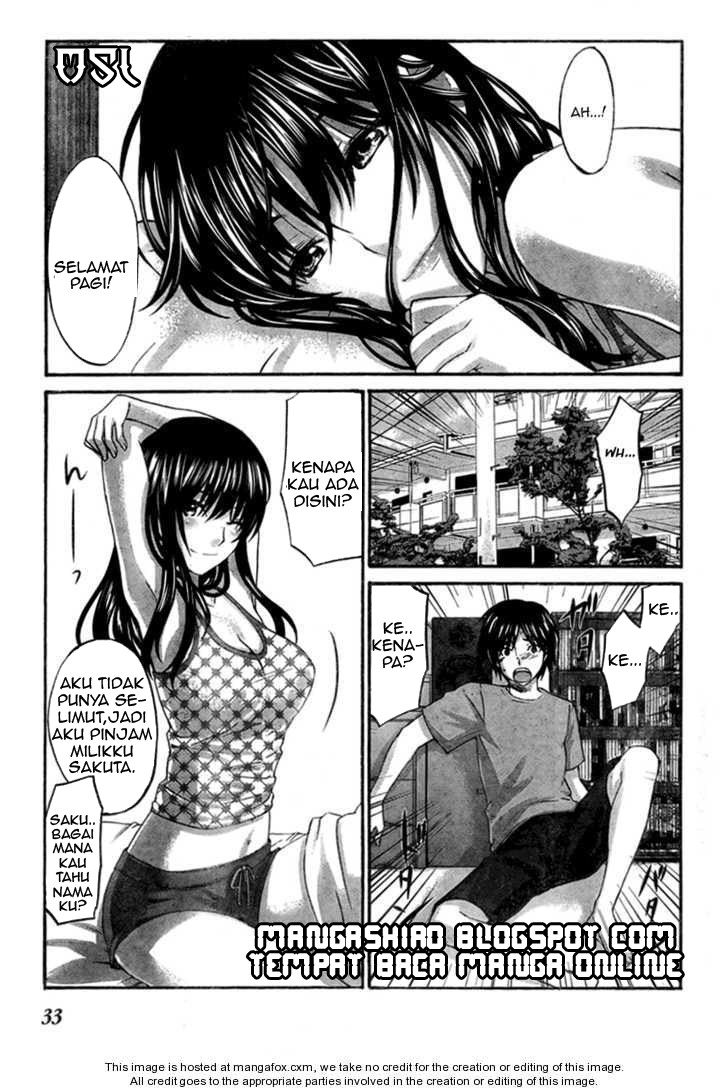 MSL
AH...!
SELAMAT
PAGI!
WH...
KE..
KE...
KE..
KENA-
PA?
KENAPA
KAU ADA
DISINI?
AKU TIDAK
PUNYA SE-
LIMUT,JADI
AKU PINJAM
MILIKKU
SAKUTA.
SAKU..
BAGAI
MANA
KAU
TAHU
NAMA
KU?
MANGASHIRO BLOGSPOT COM
TEMPAT BACA MANGA ONLINE
33
This image is hosted at mangafox.cxm, we take no credit for the creation or editing of this image.
All credit goes to the appropriate parties involved in the creation and editing of this image.